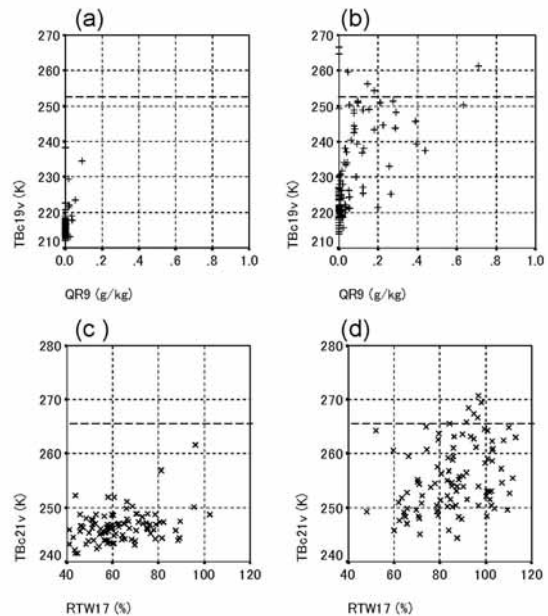 (a)
270
260
250
240
230
220
210
TBc19v (K)
0.0 .2 .4 .6 .8 1.0
QR9 (g/kg)
(b)
270
260
250
240
230
220
210
TBc19v (K)
0.0 .2 .4 .6 .8 1.0
QR9 (g/kg)
(c)
280
270
260
250
240
TBc21v (K)
40 60 80 100 120
RTW17 (%)
(d)
280
270
260
250
240
TBc21v (K)
40 60 80 100 120
RTW17 (%)